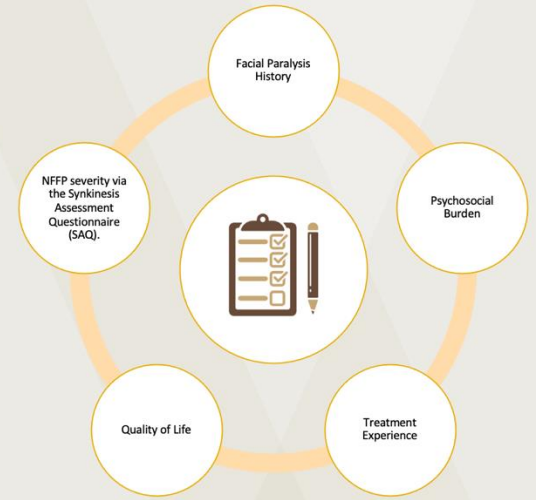 Facial Paralysis
History
Psychosocial
Burden
Treatment
Experience
Quality of Life
NFFP severity via
the Synkinesis
Assessment
Questionnaire
(SAQ).